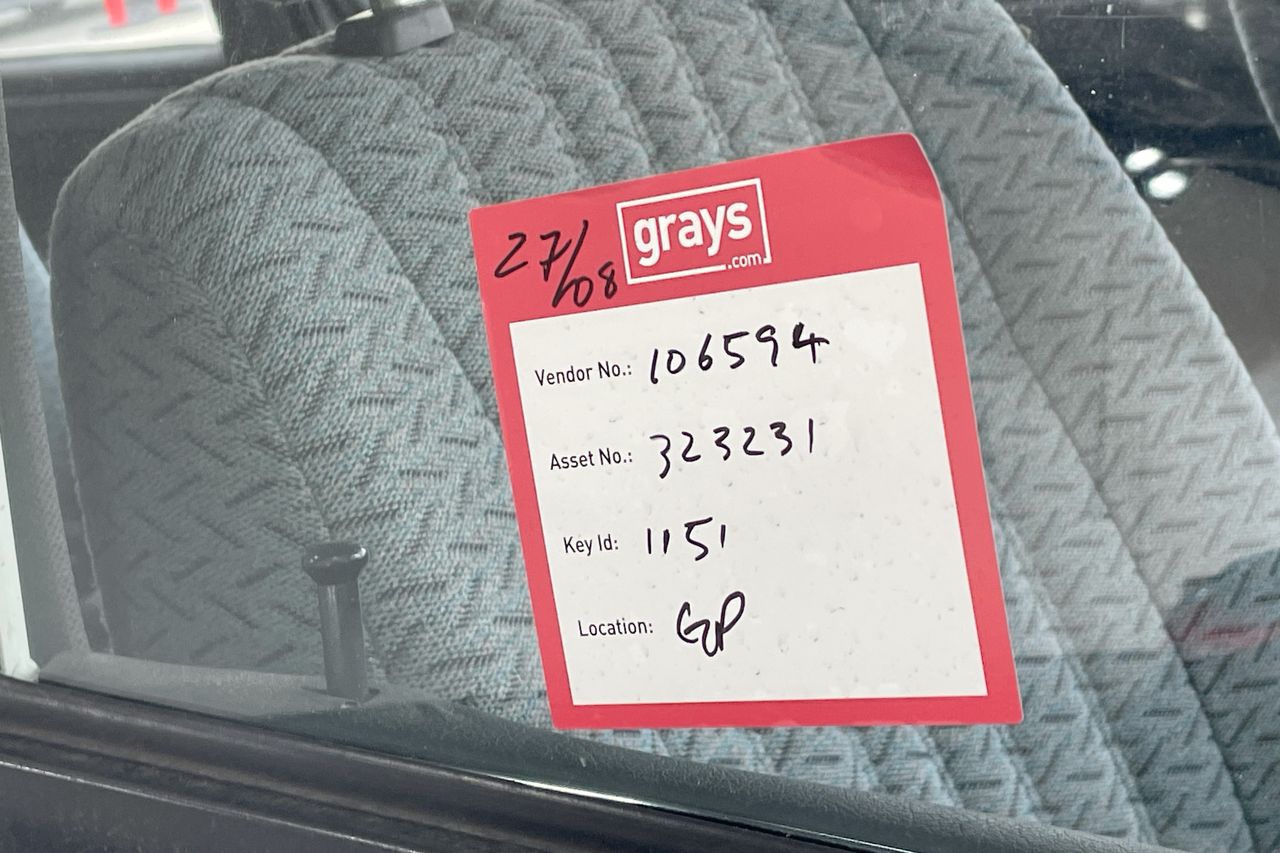 27/08
grays
.com
Vendor No.: 106594
Asset No.: 323231
Key Id: 1151
Location: GP